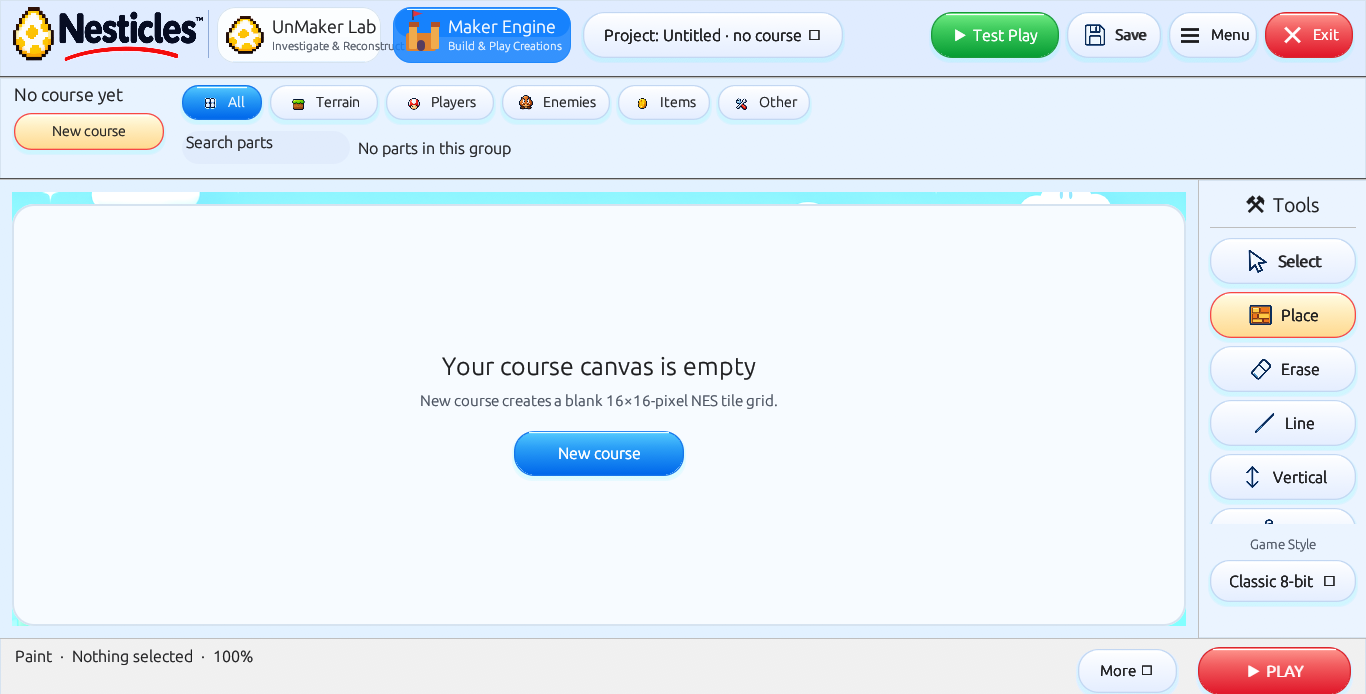 Nesticles™
UnMaker Lab
Investigate & Reconstruct
Maker Engine
Build & Play Creations
Project: Untitled · no course
Test Play
Save
Menu
Exit
No course yet
New course
All
Terrain
Players
Enemies
Items
Other
Search parts
No parts in this group
Your course canvas is empty
New course creates a blank 16×16-pixel NES tile grid.
New course
Tools
Select
Place
Erase
Line
Vertical
Game Style
Classic 8-bit
Paint · Nothing selected · 100%
More
PLAY